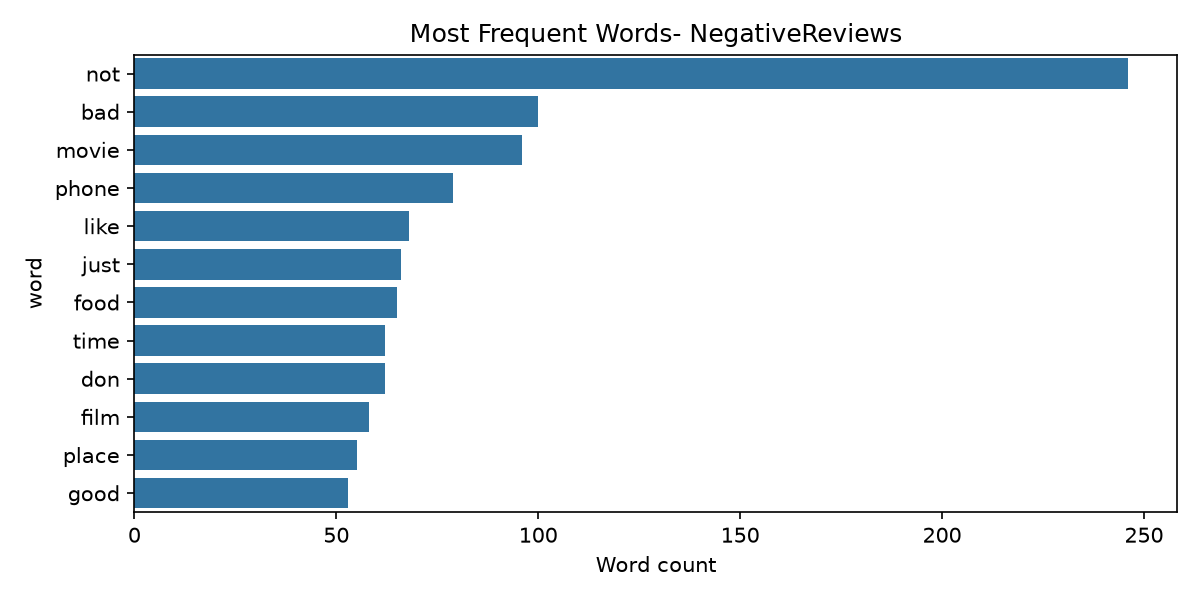 Most Frequent Words- NegativeReviews
not
bad
movie
phone
like
just
food
time
don
film
place
good
word
0 50 100 150 200 250
Word count